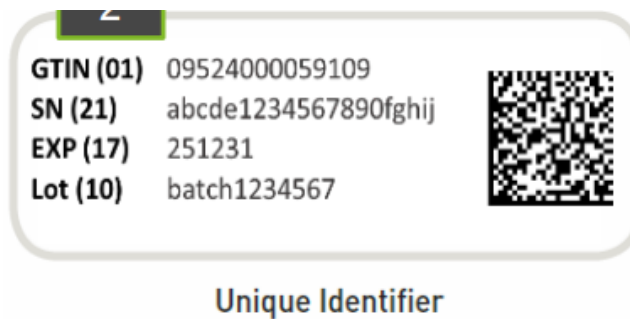 2
GTIN (01) 09524000059109
SN (21) abcde1234567890fghij
EXP (17) 251231
Lot (10) batch1234567
Unique Identifier